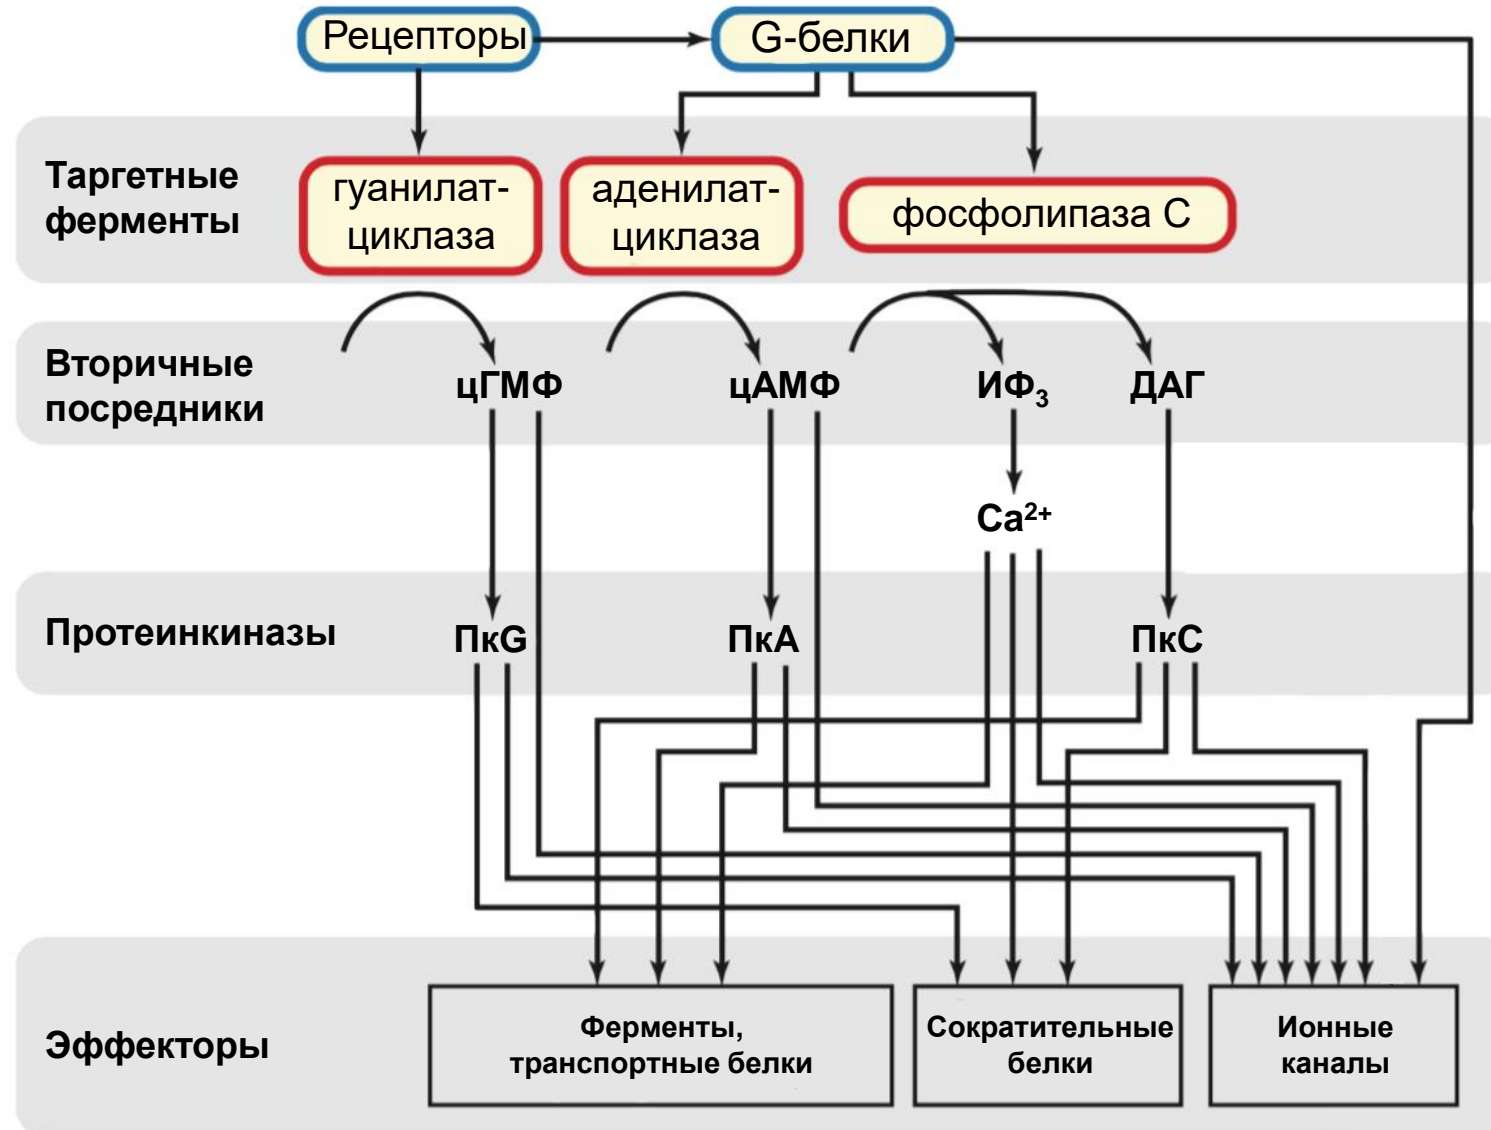 Рецепторы
G-белки
Таргетные
ферменты
гуанилат-
циклаза
аденилат-
циклаза
фосфолипаза С
Вторичные
посредники
цГМФ
цАМФ
ИФ₃
ДАГ
Ca²⁺
Протеинкиназы
ПкG
ПкА
ПкС
Эффекторы
Ферменты,
транспортные белки
Сократительные
белки
Ионные
каналы